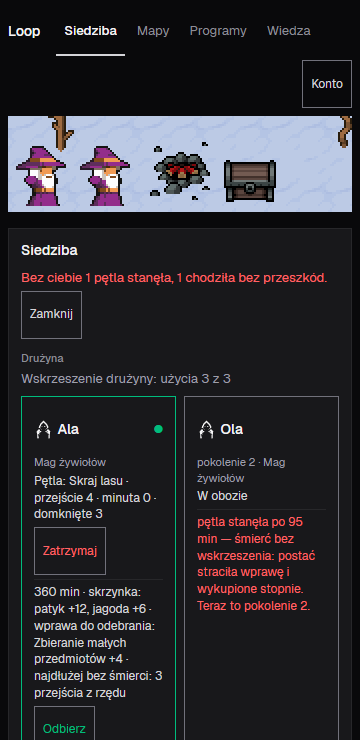 Loop Siedziba Mapy Programy Wiedza
Konto
Siedziba
Bez ciebie 1 pętla stanęła, 1 chodziła bez przeszkód.
Zamknij
Drużyna
Wskrzeszenie drużyny: użycia 3 z 3
Ala
Mag żywiołów
Pętla: Skraj lasu ·
przejście 4 · minuta 0 ·
domknięte 3
Zatrzymaj
360 min · skrzynka:
patyk +12, jagoda +6 ·
wprawa do odebrania:
Zbieranie małych
przedmiotów +4 ·
najdłużej bez śmierci: 3
przejścia z rzędu
Odbierz
Ola
pokolenie 2 · Mag
żywiołów
W obozie
pętla stanęła po 95
min — śmierć bez
wskrzeszenia: postać
straciła wprawę i
wykupione stopnie.
Teraz to pokolenie 2.